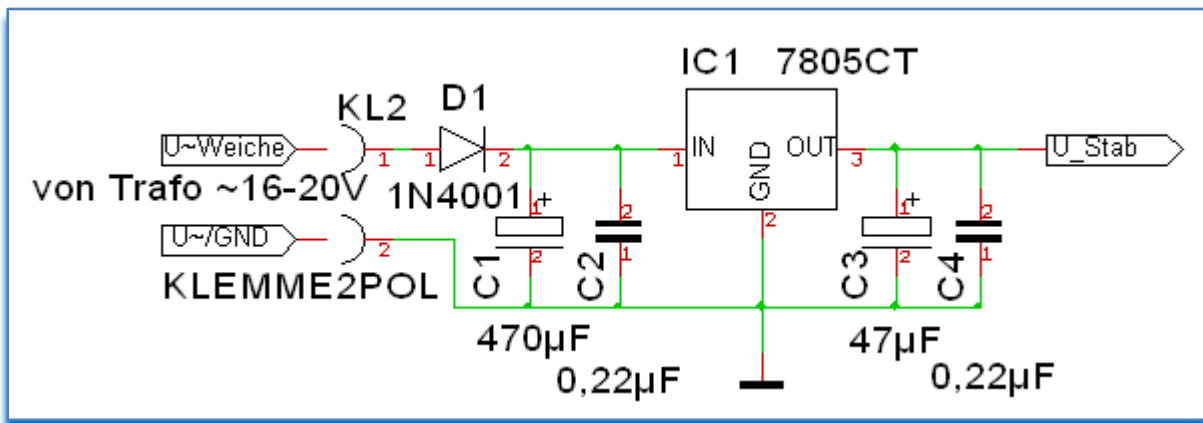 IC1 7805CT
KL2 D1
U~Weiche 1 1 2 1 IN OUT 3 U_Stab
GND
von Trafo ~16-20V 1N4001
1 + 2 2 1 + 2
U~/GND 2
C1 2 C2 1 C3 2 C4 1
KLEMME2POL
470µF 47µF
0,22µF 0,22µF